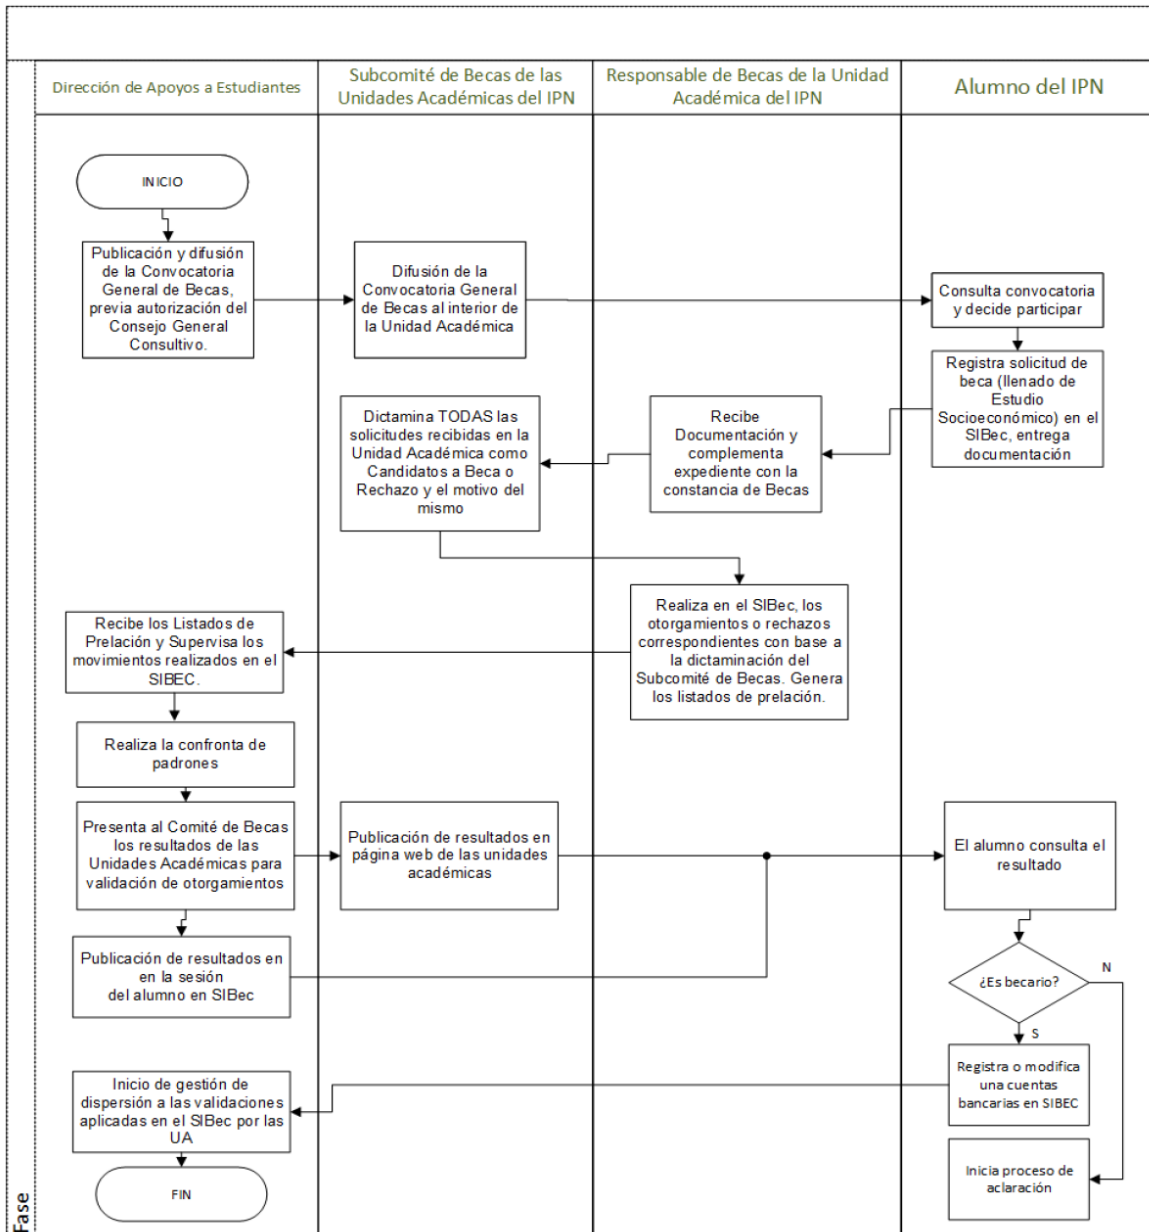 Dirección de Apoyos a Estudiantes
Subcomité de Becas de las
Unidades Académicas del IPN
Responsable de Becas de la Unidad
Académica del IPN
Alumno del IPN
INICIO
Publicación y difusión
de la Convocatoria
General de Becas,
previa autorización del
Consejo General
Consultivo.
Difusión de la
Convocatoria General
de Becas al interior de
la Unidad Académica
Consulta convocatoria
y decide participar
Registra solicitud de
beca (llenado de
Estudio
Socioeconómico) en el
SIBec, entrega
documentación
Recibe
Documentación y
complementa
expediente con la
constancia de Becas
Dictamina TODAS las
solicitudes recibidas en la
Unidad Académica como
Candidatos a Beca o
Rechazo y el motivo del
mismo
Realiza en el SIBec, los
otorgamientos o rechazos
correspondientes con base a
la dictaminación del
Subcomité de Becas. Genera
los listados de prelación.
Recibe los Listados de
Prelación y Supervisa los
movimientos realizados en el
SIBEC.
Realiza la confronta de
padrones
Presenta al Comité de Becas
los resultados de las
Unidades Académicas para
validación de otorgamientos
Publicación de resultados en
página web de las unidades
académicas
El alumno consulta el
resultado
Publicación de resultados en
en la sesión
del alumno en SIBec
¿Es becario?
N
S
Registra o modifica
una cuentas
bancarias en SIBEC
Inicio de gestión de
dispersión a las validaciones
aplicadas en el SIBec por las
UA
Inicia proceso de
aclaración
FIN
Fase